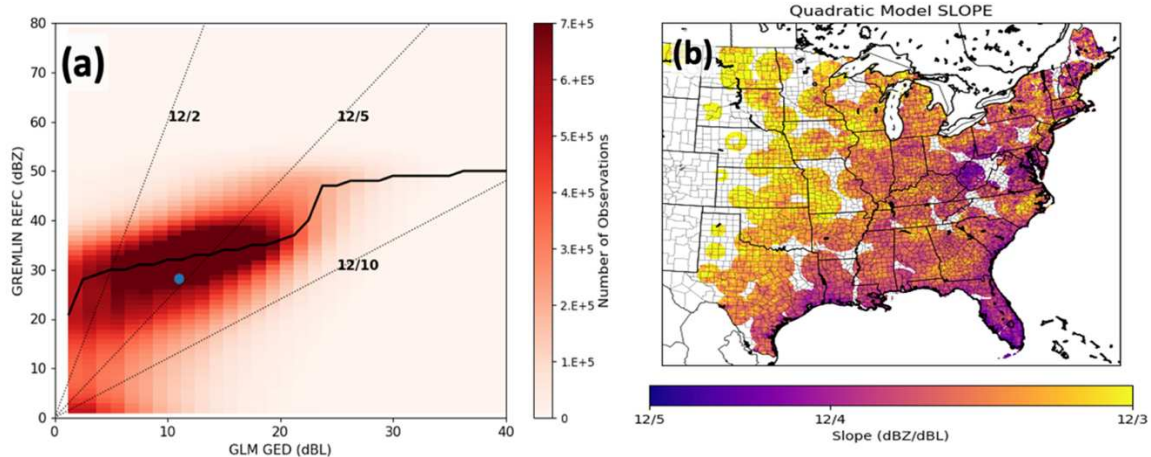 (a)
80
70
60
50
40
30
20
10
0
GREMLIN REFC (dBZ)
12/2
12/5
12/10
0 10 20 30 40
GLM GED (dBL)
7.E+5
6.+E+5
5.E+5
4.E+5
3.E+5
2.E+5
1.E+5
0
Number of Observations
Quadratic Model SLOPE
(b)
12/5 12/4 12/3
Slope (dBZ/dBL)